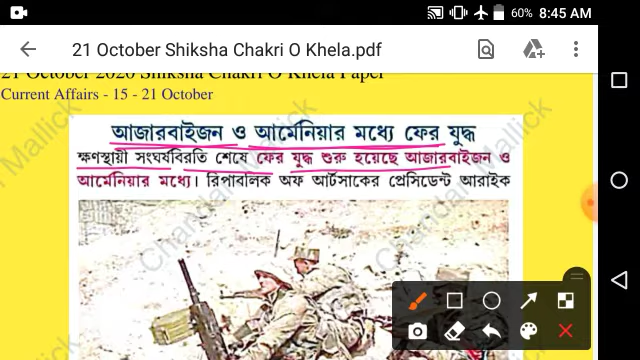 60% 8:45 AM
21 October Shiksha Chakri O Khela.pdf
21 October 2020 Shiksha Chakri O Khela Paper
Current Affairs - 15 - 21 October
আজারবাইজন ও আর্মেনিয়ার মধ্যে ফের যুদ্ধ
ক্ষণস্থায়ী সংঘর্ষবিরতি শেষে ফের যুদ্ধ শুরু হয়েছে আজারবাইজন ও
আর্মেনিয়ার মধ্যে। রিপাবলিক অফ আর্টসাকের প্রেসিডেন্ট আরাইক
Chandan Mallick